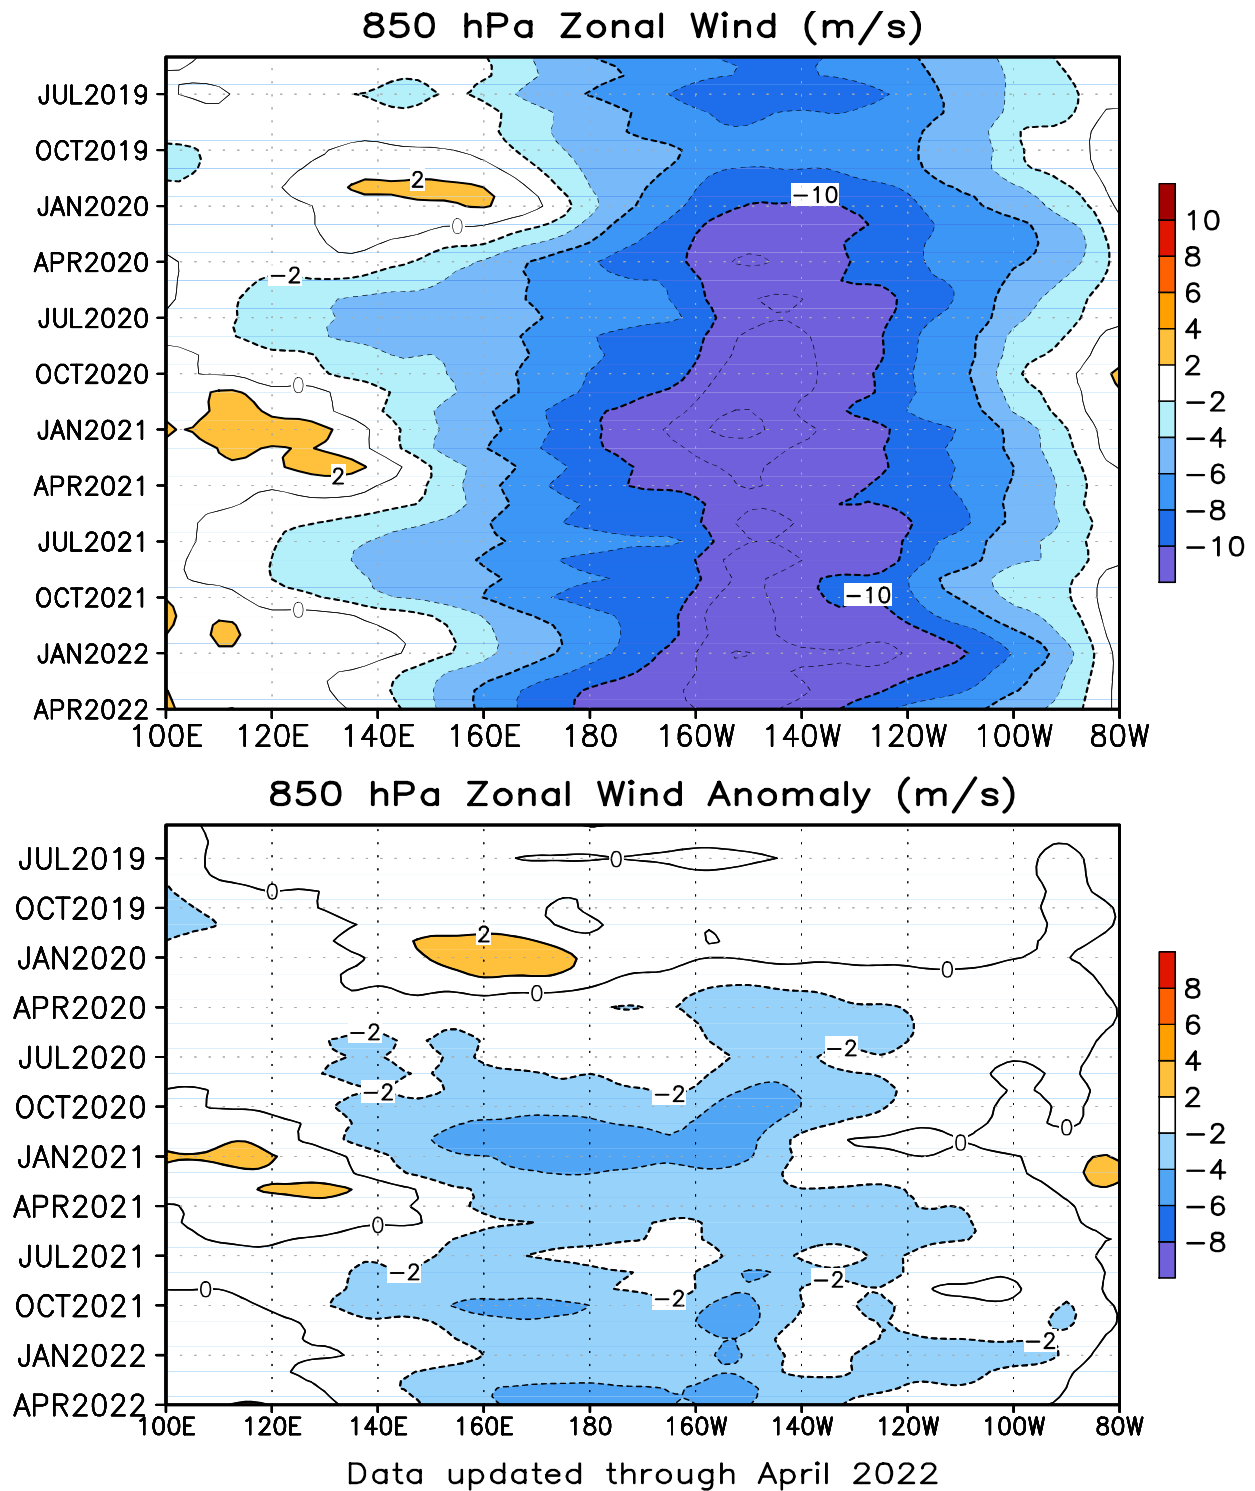 850 hPa Zonal Wind (m/s)
JUL2019
OCT2019
JAN2020
APR2020
JUL2020
OCT2020
JAN2021
APR2021
JUL2021
OCT2021
JAN2022
APR2022
2
0
-2
-10
0
2
-10
0
100E 120E 140E 160E 180 160W 140W 120W 100W 80W
10
8
6
4
2
-2
-4
-6
-8
-10
850 hPa Zonal Wind Anomaly (m/s)
JUL2019
OCT2019
JAN2020
APR2020
JUL2020
OCT2020
JAN2021
APR2021
JUL2021
OCT2021
JAN2022
APR2022
0
0
2
0
0
-2
-2
-2
-2
0
0
0
-2
-2
0
-2
-2
100E 120E 140E 160E 180 160W 140W 120W 100W 80W
8
6
4
2
-2
-4
-6
-8
Data updated through April 2022